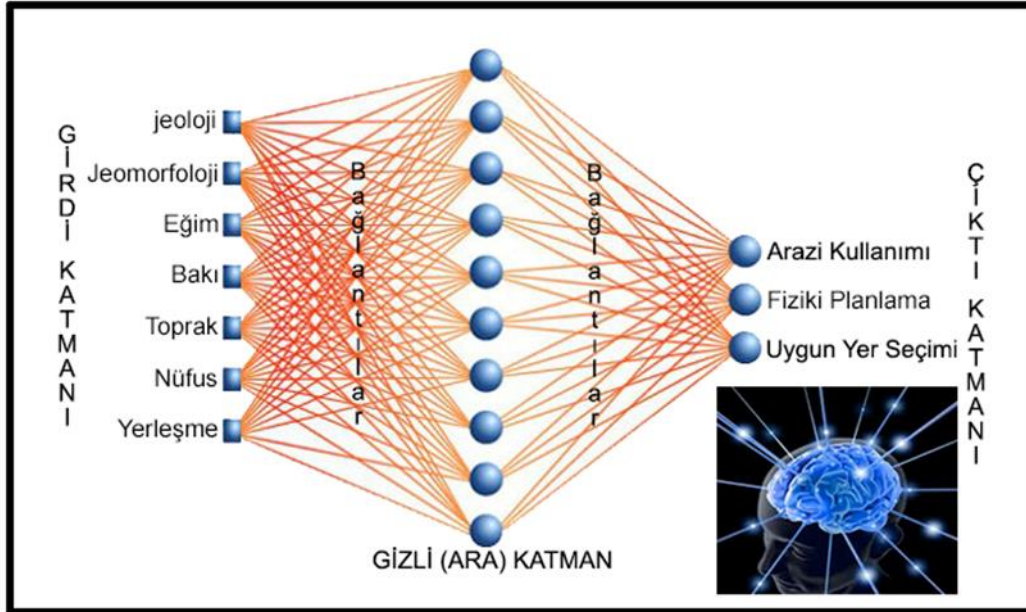 GİRDİ KATMANI
jeoloji
Jeomorfoloji
Eğim
Bakı
Toprak
Nüfus
Yerleşme
Bağlantılar
GİZLİ (ARA) KATMAN
Bağlantılar
Arazi Kullanımı
Fiziki Planlama
Uygun Yer Seçimi
ÇIKTI KATMANI